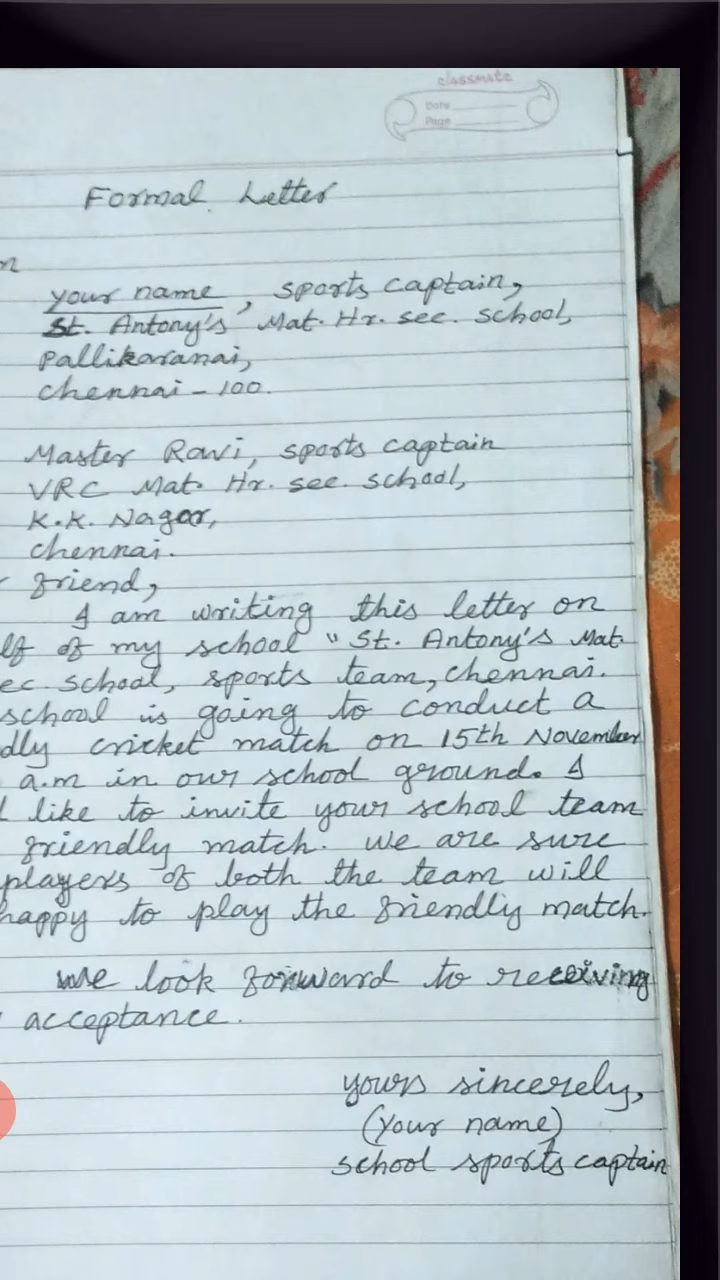 classmate
Date
Page
Formal Letter
m
your name, sports captain,
St. Antony's Mat. Hr. sec. school,
Pallikaranai,
chennai - 100.
Master Ravi, sports captain
VRC Mat. Hr. sec. school,
K.K. Nagar,
chennai.
r friend,
I am writing this letter on
lf of my school "St. Antony's Mat.
ec. school, sports team, chennai.
school is going to conduct a
dly cricket match on 15th November
a.m in our school ground. I
d like to invite your school team
friendly match. we are sure
players of both the team will
happy to play the friendly match.
we look forward to receiving
acceptance.
yours sincerely,
(your name)
school sports captain